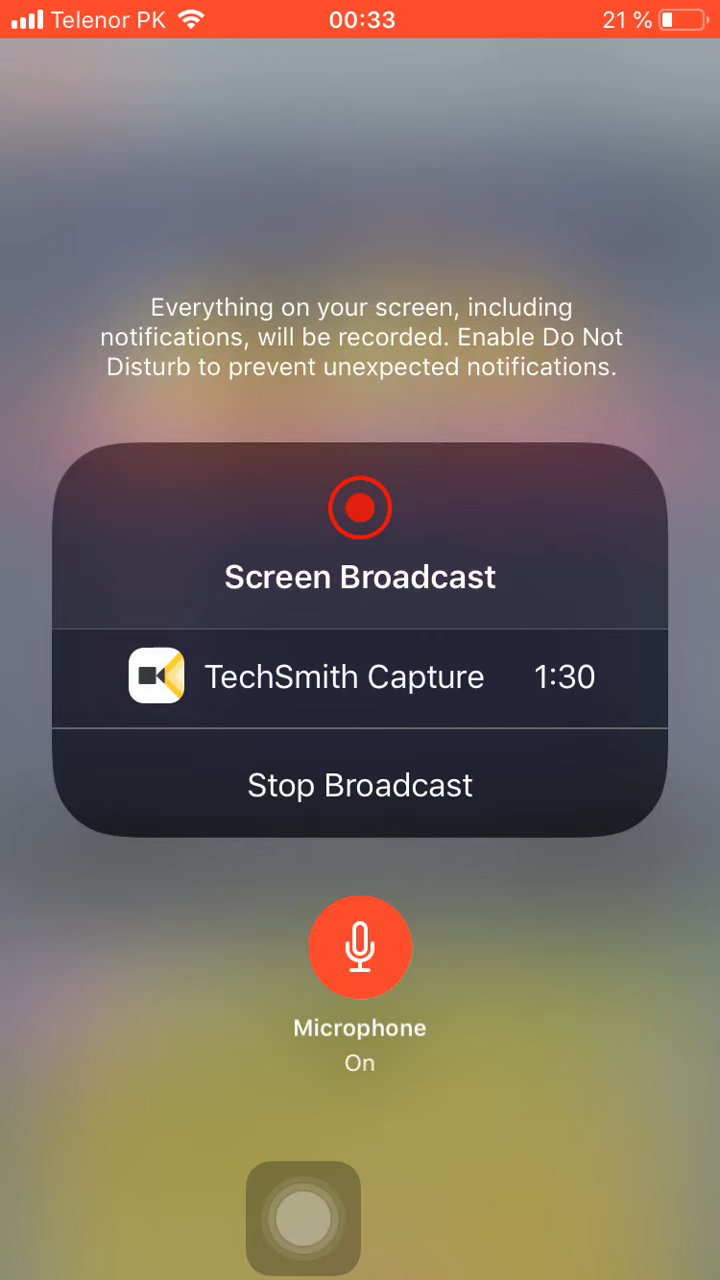 Telenor PK 00:33 21 %
Everything on your screen, including
notifications, will be recorded. Enable Do Not
Disturb to prevent unexpected notifications.
Screen Broadcast
TechSmith Capture 1:30
Stop Broadcast
Microphone
On